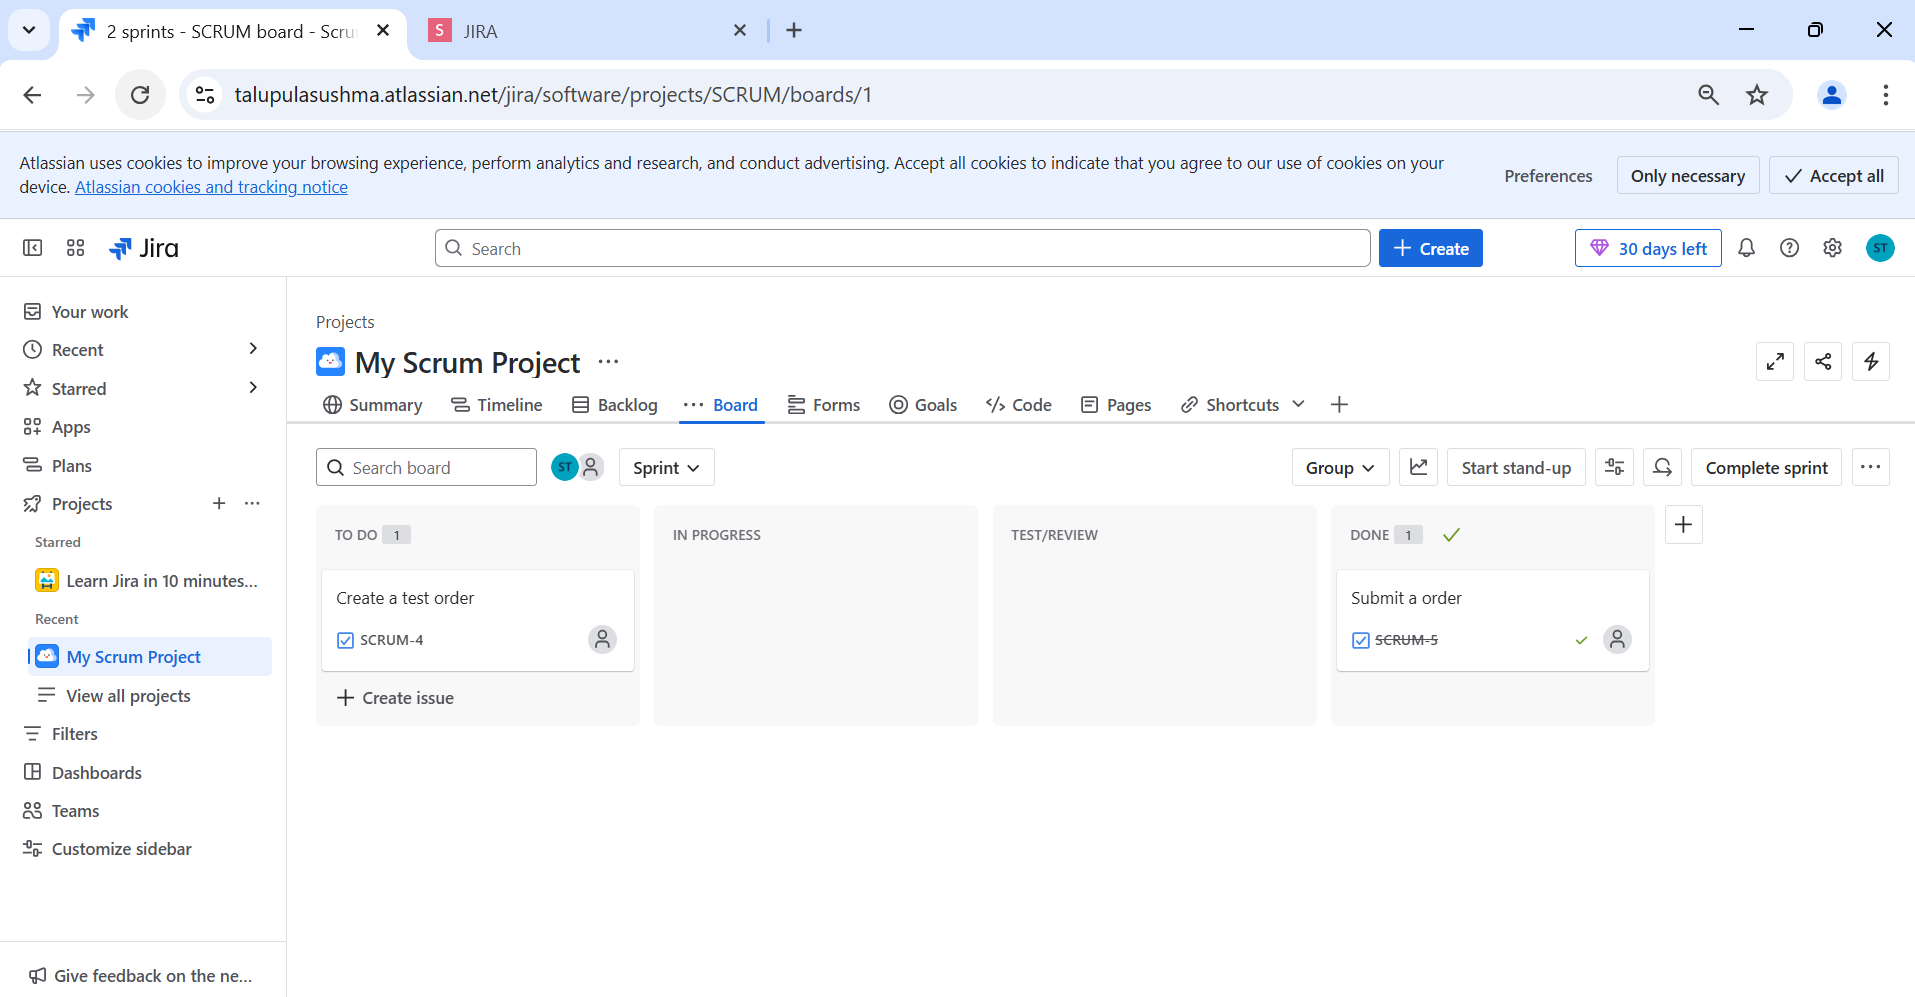 2 sprints - SCRUM board - Scru
JIRA
S
talupulasushma.atlassian.net/jira/software/projects/SCRUM/boards/1
Atlassian uses cookies to improve your browsing experience, perform analytics and research, and conduct advertising. Accept all cookies to indicate that you agree to our use of cookies on your
device. Atlassian cookies and tracking notice
Preferences
Only necessary
Accept all
Jira
Search
Create
30 days left
ST
Your work
Recent
Starred
Apps
Plans
Projects
Starred
Learn Jira in 10 minutes...
Recent
My Scrum Project
View all projects
Filters
Dashboards
Teams
Customize sidebar
Give feedback on the ne...
Projects
My Scrum Project
Summary
Timeline
Backlog
Board
Forms
Goals
Code
Pages
Shortcuts
Search board
ST
Sprint
Group
Start stand-up
Complete sprint
TO DO 1
IN PROGRESS
TEST/REVIEW
DONE 1
Create a test order
SCRUM-4
Create issue
Submit a order
SCRUM-5